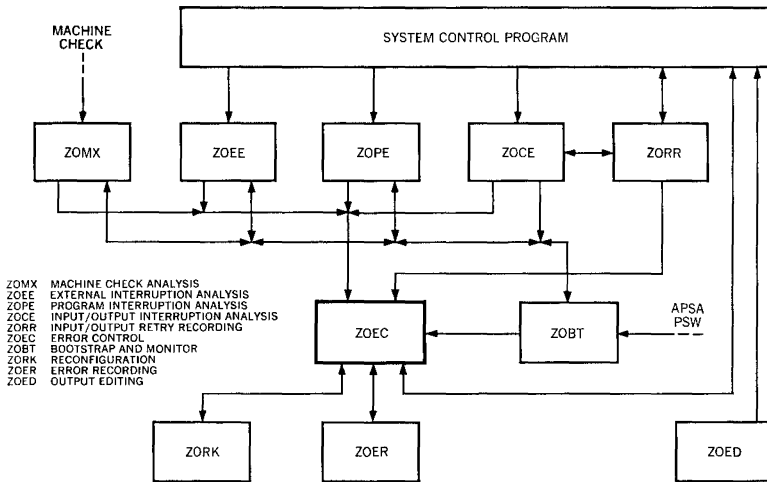 MACHINE
CHECK
SYSTEM CONTROL PROGRAM
ZOMX
ZOEE
ZOPE
ZOCE
ZORR
ZOMX MACHINE CHECK ANALYSIS
ZOEE EXTERNAL INTERRUPTION ANALYSIS
ZOPE PROGRAM INTERRUPTION ANALYSIS
ZOCE INPUT/OUTPUT INTERRUPTION ANALYSIS
ZORR INPUT/OUTPUT RETRY RECORDING
ZOEC ERROR CONTROL
ZOBT BOOTSTRAP AND MONITOR
ZORK RECONFIGURATION
ZOER ERROR RECORDING
ZOED OUTPUT EDITING
ZOEC
ZOBT
APSA
PSW
ZORK
ZOER
ZOED